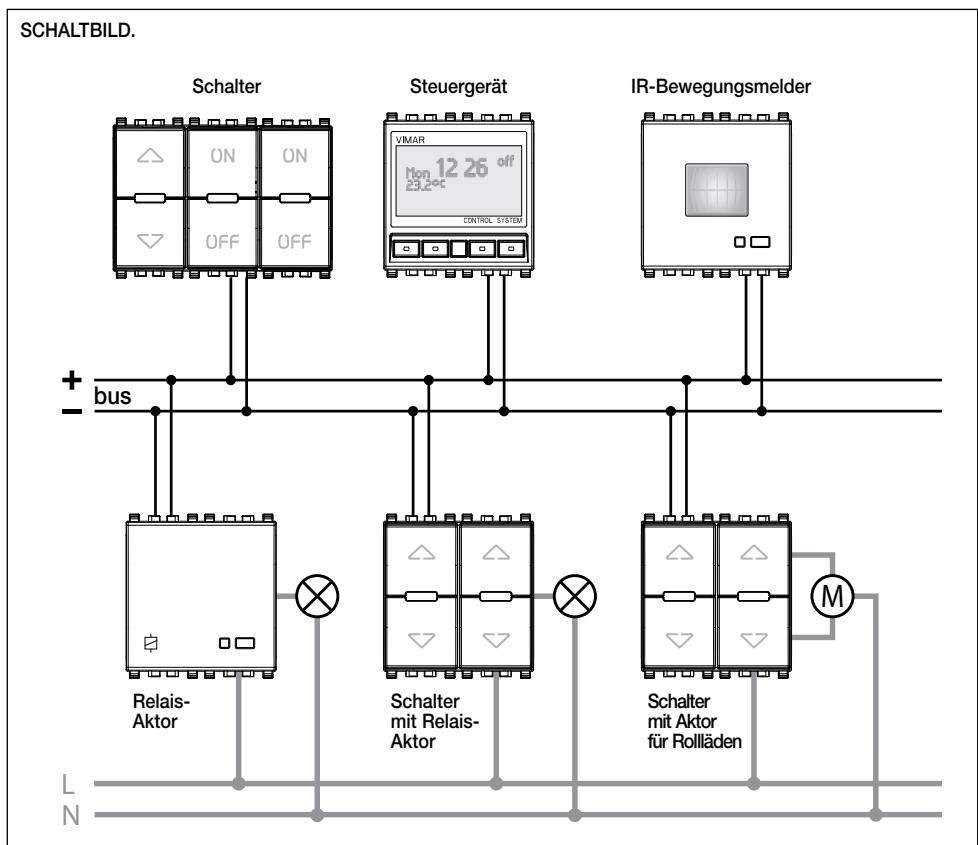 SCHALTBILD.
Schalter
Steuergerät
IR-Bewegungsmelder
ON
ON
OFF
OFF
VIMAR
Mon 12 26 off
23.2°C
CONTROL SYSTEM
+
bus
−
M
Relais-
Aktor
Schalter
mit Relais-
Aktor
Schalter
mit Aktor
für Rollläden
L
N